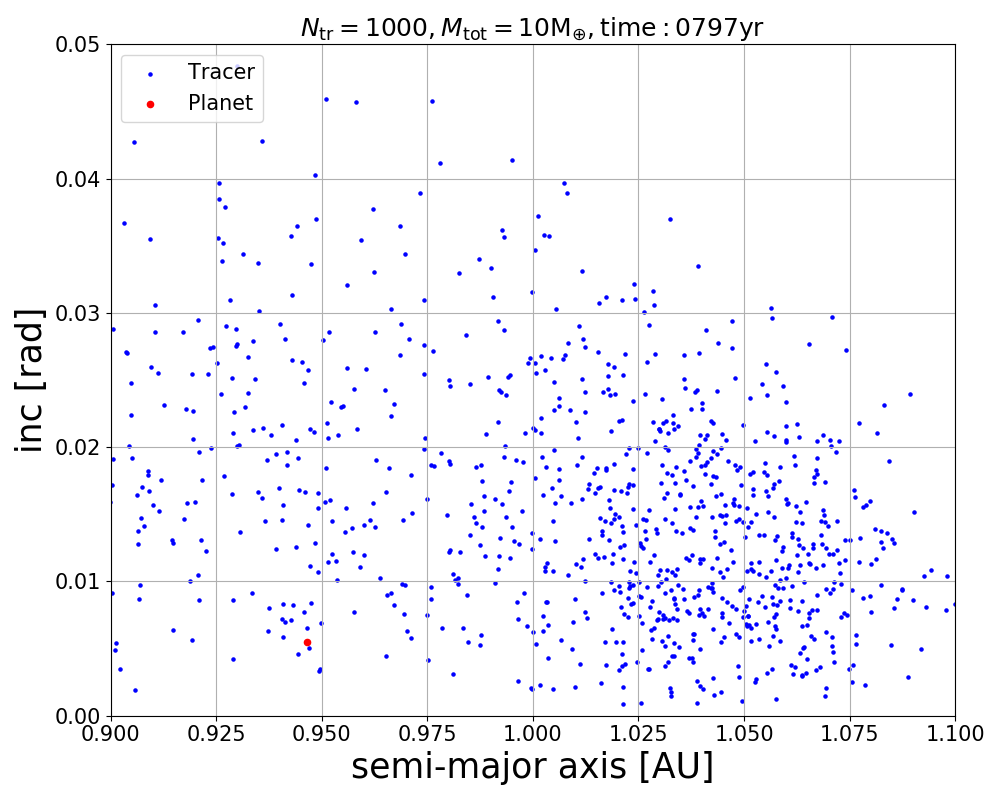 N_tr = 1000, M_tot = 10M_⊕, time : 0797yr
0.05
Tracer
Planet
0.04
0.03
inc [rad]
0.02
0.01
0.00
0.900 0.925 0.950 0.975 1.000 1.025 1.050 1.075 1.100
semi-major axis [AU]